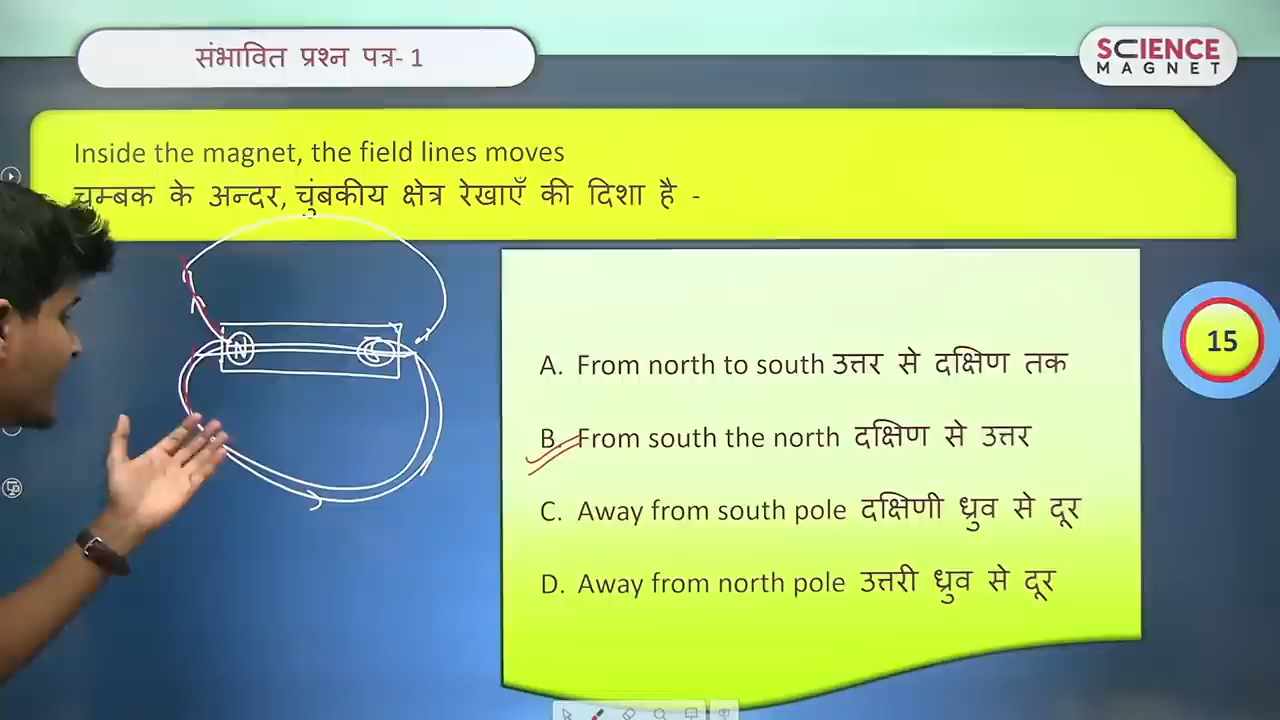 संभावित प्रश्न पत्र- 1
SCIENCE
MAGNET
Inside the magnet, the field lines moves
चुम्बक के अन्दर, चुंबकीय क्षेत्र रेखाएँ की दिशा है -
N
15
A. From north to south उत्तर से दक्षिण तक
B. From south the north दक्षिण से उत्तर
C. Away from south pole दक्षिणी ध्रुव से दूर
D. Away from north pole उत्तरी ध्रुव से दूर